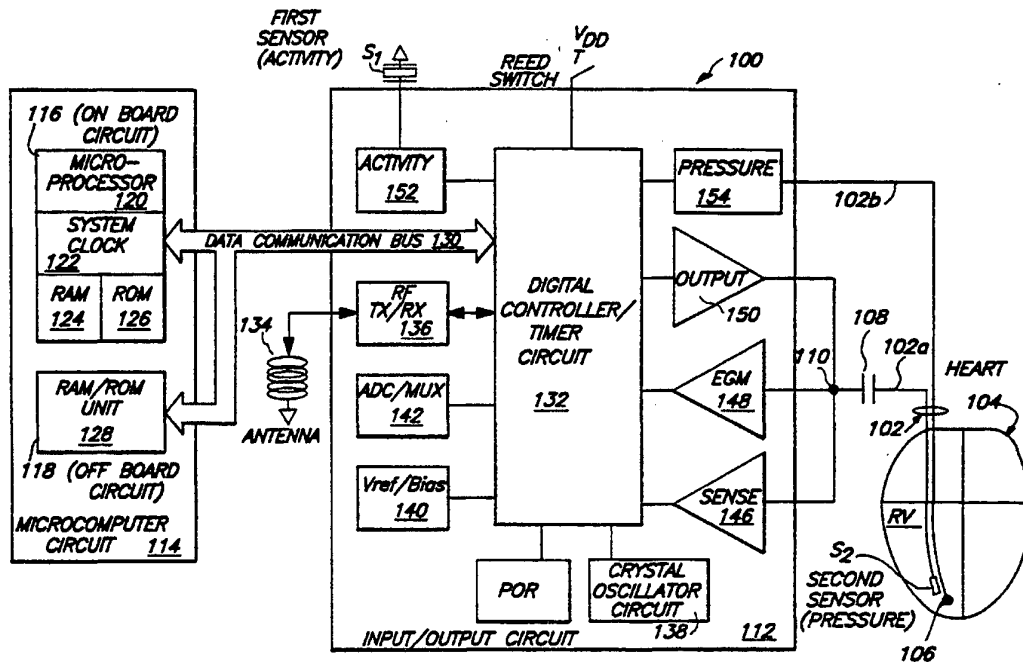 FIRST
SENSOR
(ACTIVITY)
S1
REED
SWITCH
VDD
T
100
116 (ON BOARD
CIRCUIT)
MICRO-
PROCESSOR
120
SYSTEM
CLOCK
122
RAM
124
ROM
126
RAM/ROM
UNIT
128
118 (OFF BOARD
CIRCUIT)
MICROCOMPUTER
CIRCUIT 114
DATA COMMUNICATION BUS 130
ACTIVITY
152
RF
TX/RX
136
134
ANTENNA
ADC/MUX
142
Vref/Bias
140
DIGITAL
CONTROLLER/
TIMER
CIRCUIT
132
POR
CRYSTAL
OSCILLATOR
CIRCUIT
138
INPUT/OUTPUT CIRCUIT
112
PRESSURE
154
OUTPUT
150
EGM
148
SENSE
146
102b
110
108
102a
HEART
102
104
RV
S2
SECOND
SENSOR
(PRESSURE)
106